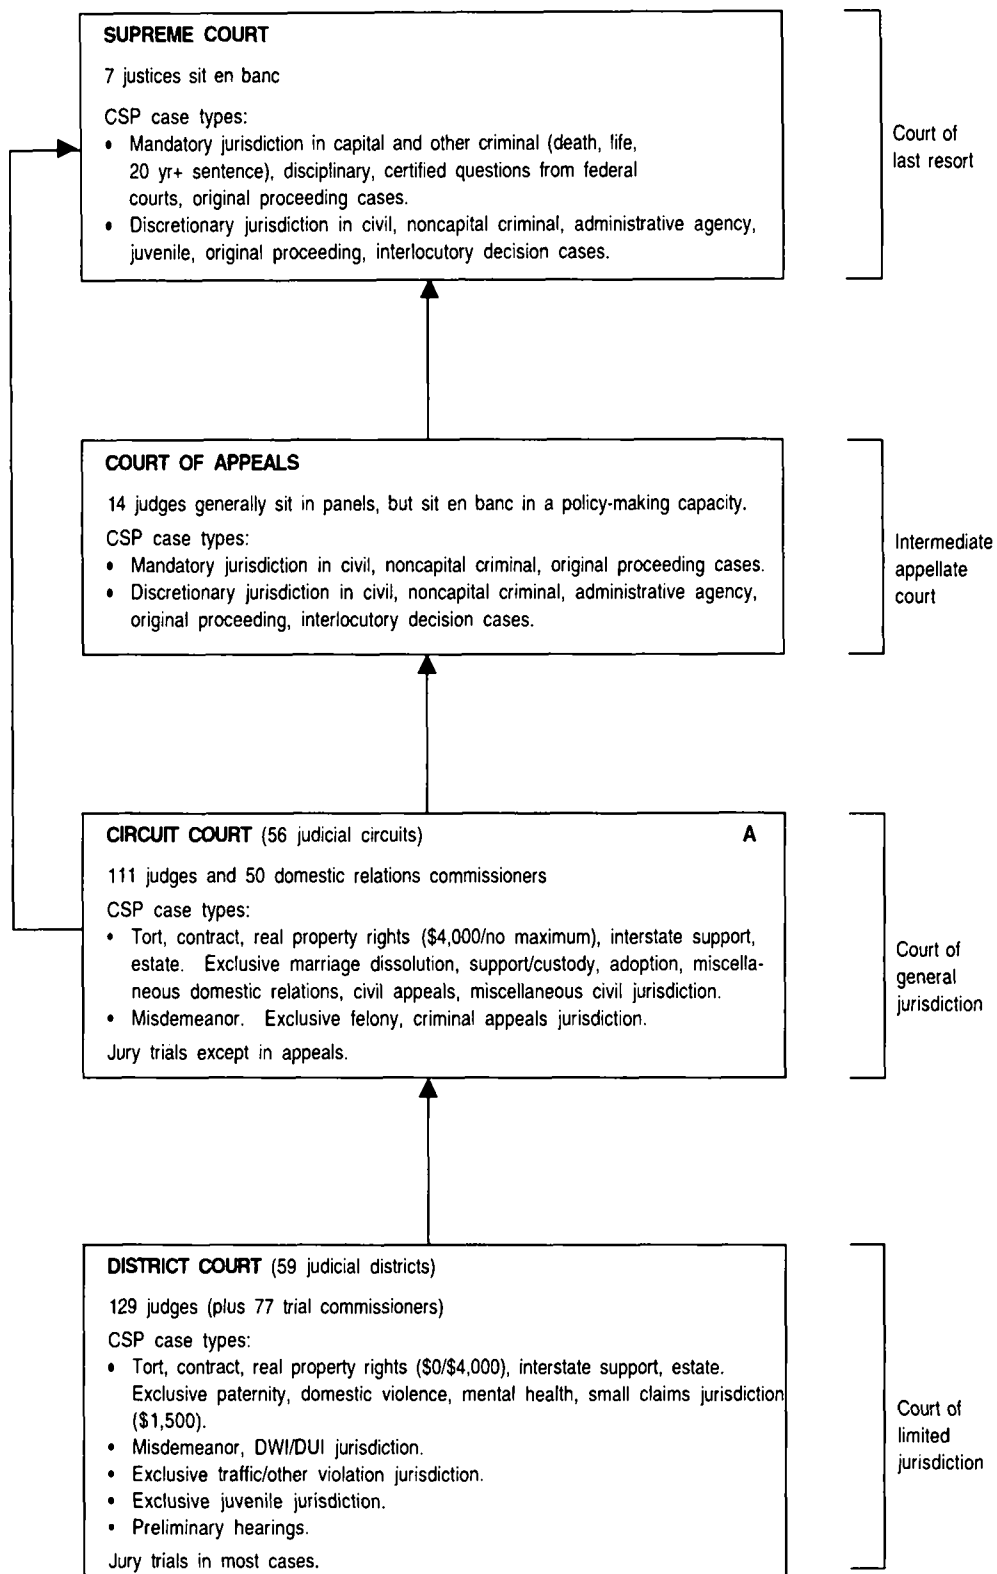 SUPREME COURT
7 justices sit en banc
CSP case types:
• Mandatory jurisdiction in capital and other criminal (death, life,
20 yr+ sentence), disciplinary, certified questions from federal
courts, original proceeding cases.
• Discretionary jurisdiction in civil, noncapital criminal, administrative agency,
juvenile, original proceeding, interlocutory decision cases.
Court of
last resort
COURT OF APPEALS
14 judges generally sit in panels, but sit en banc in a policy-making capacity.
CSP case types:
• Mandatory jurisdiction in civil, noncapital criminal, original proceeding cases.
• Discretionary jurisdiction in civil, noncapital criminal, administrative agency,
original proceeding, interlocutory decision cases.
Intermediate
appellate
court
CIRCUIT COURT (56 judicial circuits) A
111 judges and 50 domestic relations commissioners
CSP case types:
• Tort, contract, real property rights ($4,000/no maximum), interstate support,
estate. Exclusive marriage dissolution, support/custody, adoption, miscella-
neous domestic relations, civil appeals, miscellaneous civil jurisdiction.
• Misdemeanor. Exclusive felony, criminal appeals jurisdiction.
Jury trials except in appeals.
Court of
general
jurisdiction
DISTRICT COURT (59 judicial districts)
129 judges (plus 77 trial commissioners)
CSP case types:
• Tort, contract, real property rights ($0/$4,000), interstate support, estate.
Exclusive paternity, domestic violence, mental health, small claims jurisdiction
($1,500).
• Misdemeanor, DWI/DUI jurisdiction.
• Exclusive traffic/other violation jurisdiction.
• Exclusive juvenile jurisdiction.
• Preliminary hearings.
Jury trials in most cases.
Court of
limited
jurisdiction